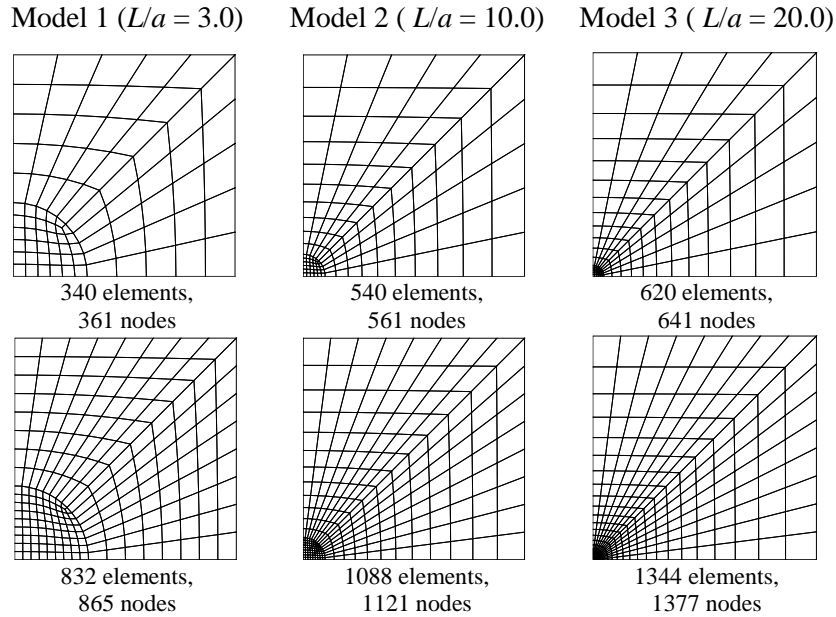 Model 1 (L/a = 3.0)
Model 2 ( L/a = 10.0)
Model 3 ( L/a = 20.0)
340 elements,
361 nodes
540 elements,
561 nodes
620 elements,
641 nodes
832 elements,
865 nodes
1088 elements,
1121 nodes
1344 elements,
1377 nodes